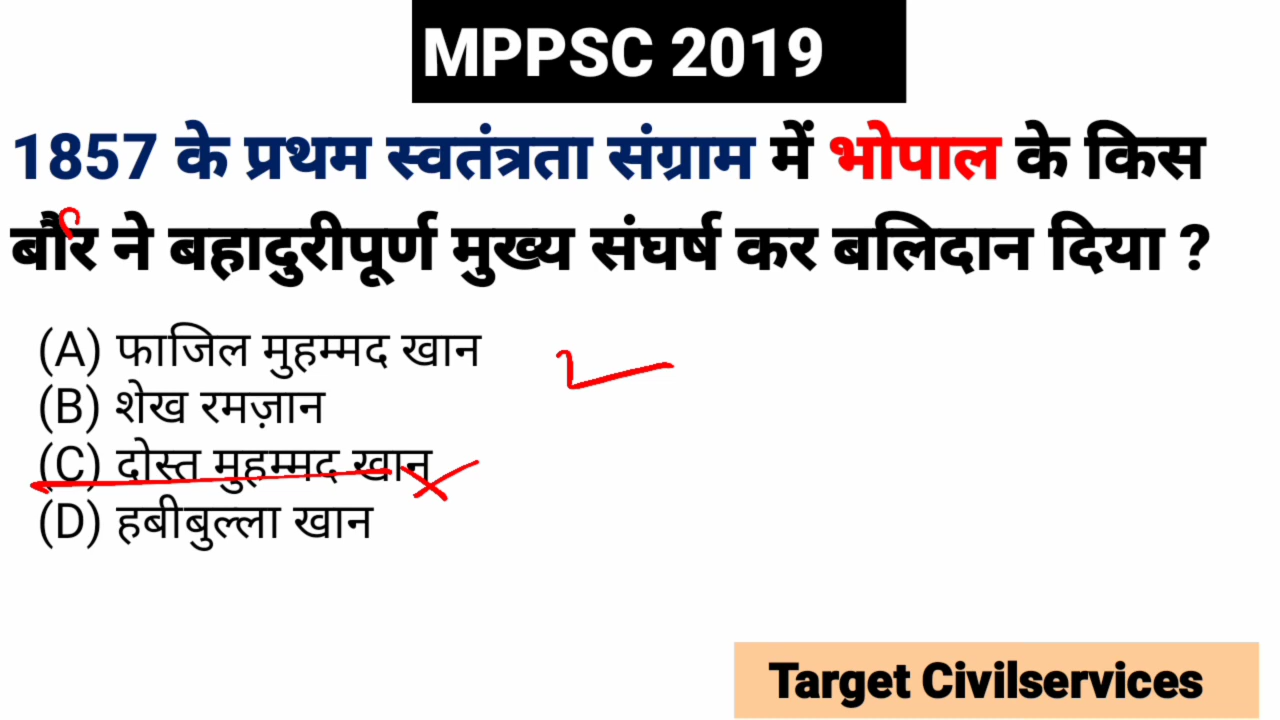 MPPSC 2019
1857 के प्रथम स्वतंत्रता संग्राम में भोपाल के किस
बौर ने बहादुरीपूर्ण मुख्य संघर्ष कर बलिदान दिया ?
(A) फाजिल मुहम्मद खान
(B) शेख रमज़ान
(C) दोस्त मुहम्मद खान
(D) हबीबुल्ला खान
Target Civilservices